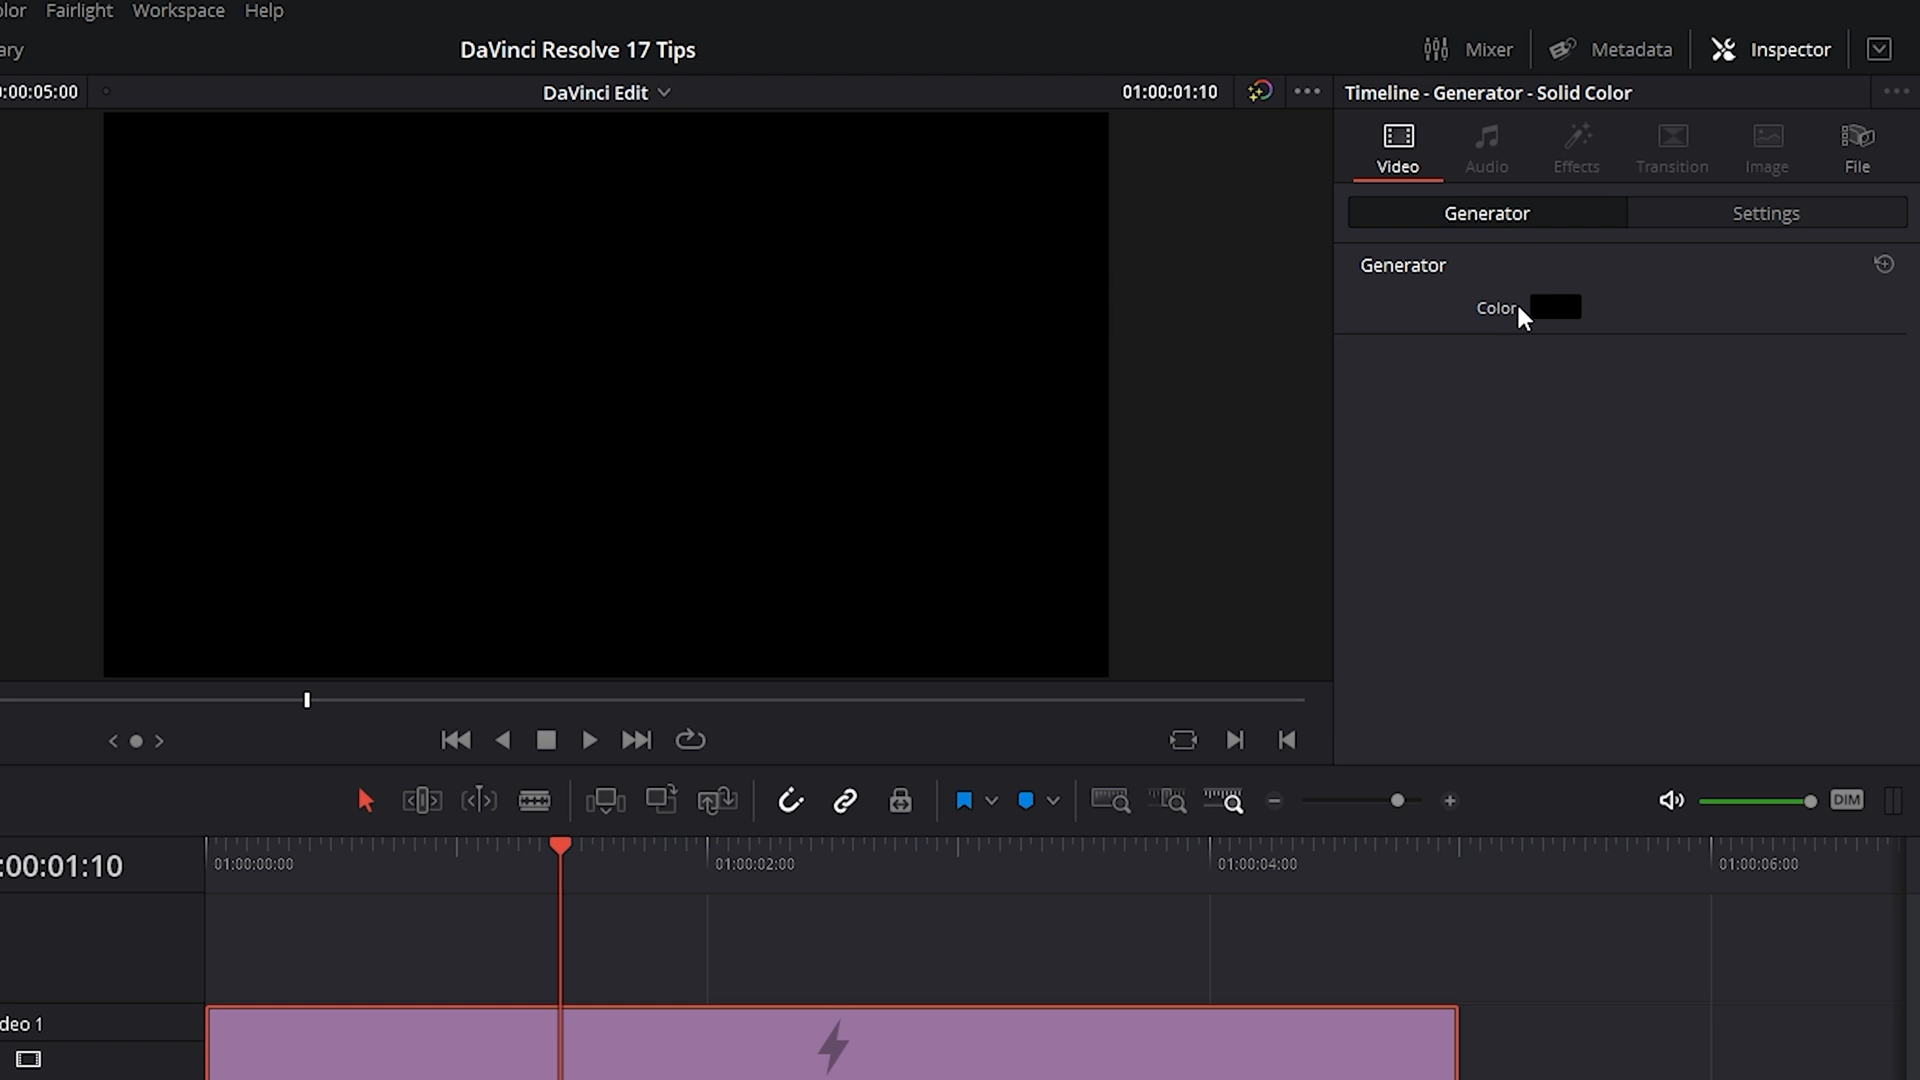 olor Fairlight Workspace Help
ary DaVinci Resolve 17 Tips Mixer Metadata Inspector
:00:05:00 DaVinci Edit 01:00:01:10 Timeline - Generator - Solid Color
Video Audio Effects Transition Image File
Generator Settings
Generator
Color
DIM
:00:01:10 01:00:00:00 01:00:02:00 01:00:04:00 01:00:06:00
deo 1